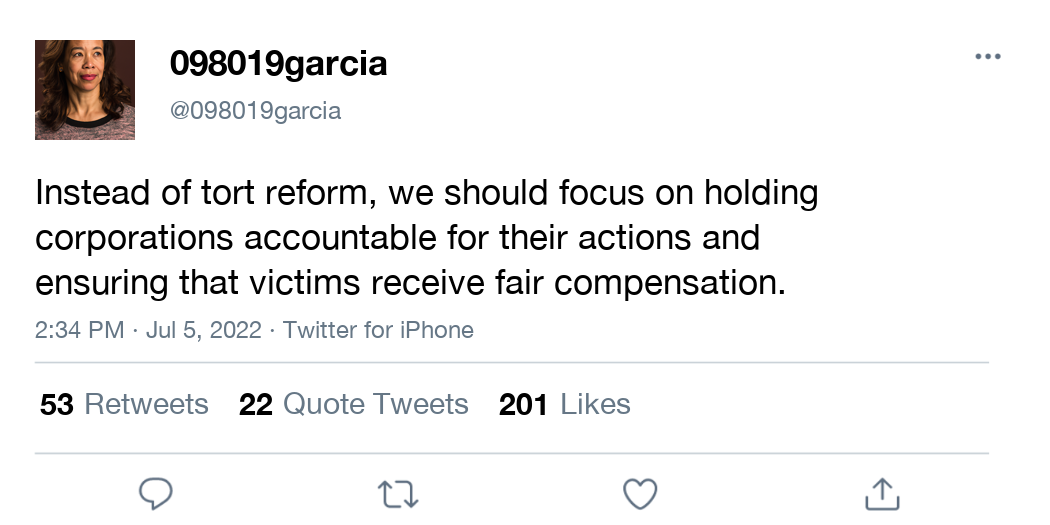 098019garcia
@098019garcia
Instead of tort reform, we should focus on holding
corporations accountable for their actions and
ensuring that victims receive fair compensation.
2:34 PM · Jul 5, 2022 · Twitter for iPhone
53 Retweets 22 Quote Tweets 201 Likes